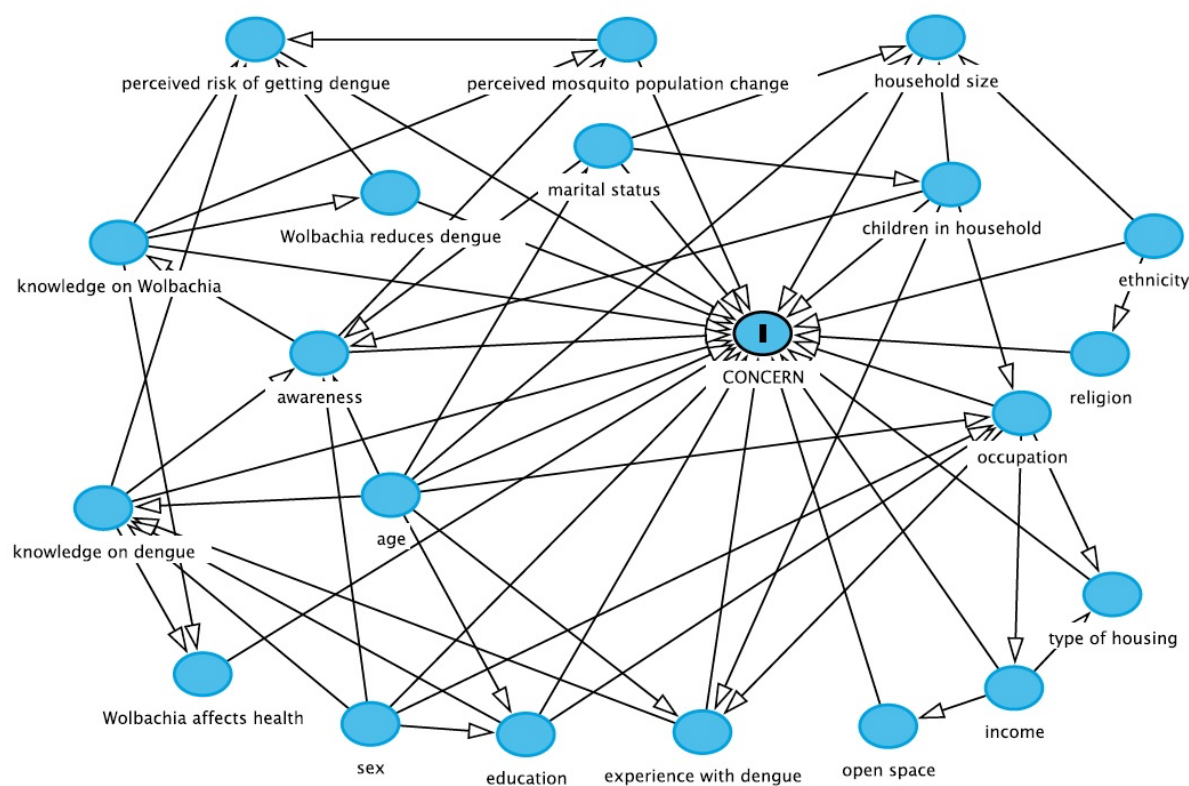 perceived risk of getting dengue
perceived mosquito population change
household size
marital status
Wolbachia reduces dengue
children in household
knowledge on Wolbachia
ethnicity
I
CONCERN
awareness
religion
occupation
knowledge on dengue
age
type of housing
Wolbachia affects health
sex
education
experience with dengue
open space
income